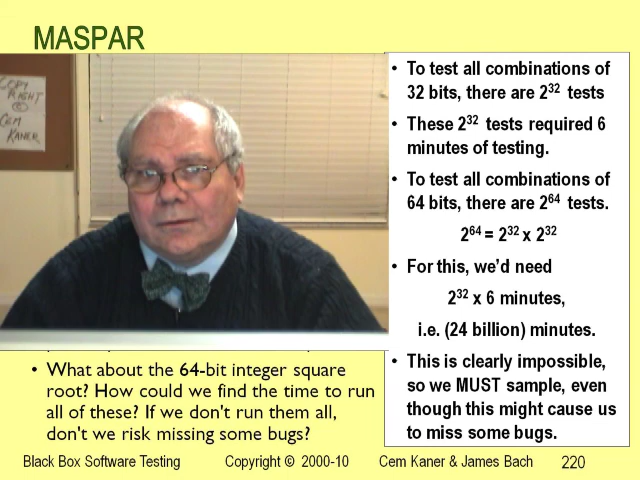 MASPAR
COPY
RIGHT
©
CEM
KANER
• To test all combinations of
32 bits, there are 2³² tests
• These 2³² tests required 6
minutes of testing.
• To test all combinations of
64 bits, there are 2⁶⁴ tests.
2⁶⁴ = 2³² x 2³²
• For this, we'd need
2³² x 6 minutes,
i.e. (24 billion) minutes.
• This is clearly impossible,
so we MUST sample, even
though this might cause us
to miss some bugs.
• What about the 64-bit integer square
root? How could we find the time to run
all of these? If we don't run them all,
don't we risk missing some bugs?
Black Box Software Testing Copyright © 2000-10 Cem Kaner & James Bach 220